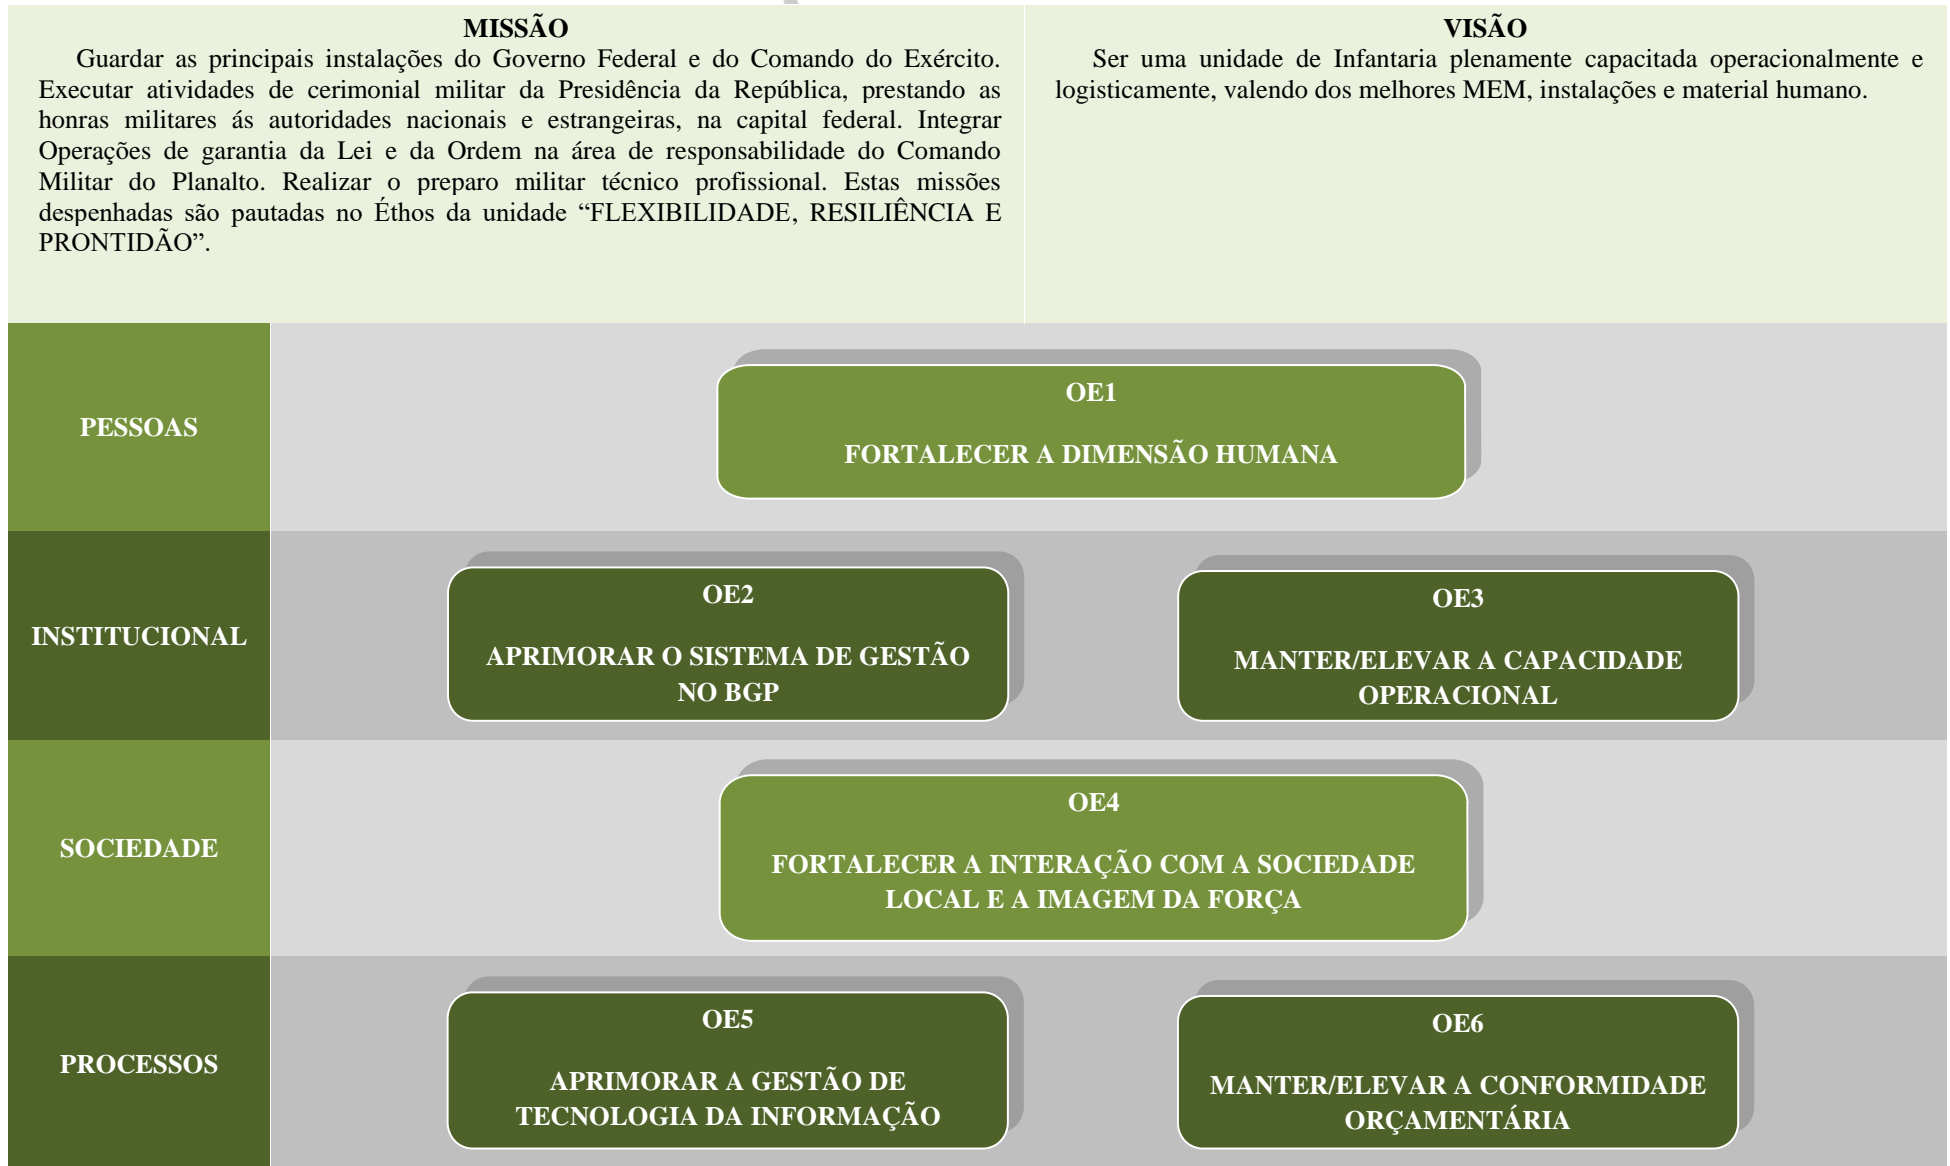 MISSÃO
Guardar as principais instalações do Governo Federal e do Comando do Exército.
Executar atividades de cerimonial militar da Presidência da República, prestando as
honras militares ás autoridades nacionais e estrangeiras, na capital federal. Integrar
Operações de garantia da Lei e da Ordem na área de responsabilidade do Comando
Militar do Planalto. Realizar o preparo militar técnico profissional. Estas missões
despenhadas são pautadas no Éthos da unidade “FLEXIBILIDADE, RESILIÊNCIA E
PRONTIDÃO”.
VISÃO
Ser uma unidade de Infantaria plenamente capacitada operacionalmente e
logisticamente, valendo dos melhores MEM, instalações e material humano.
PESSOAS
OE1
FORTALECER A DIMENSÃO HUMANA
INSTITUCIONAL
OE2
APRIMORAR O SISTEMA DE GESTÃO
NO BGP
OE3
MANTER/ELEVAR A CAPACIDADE
OPERACIONAL
SOCIEDADE
OE4
FORTALECER A INTERAÇÃO COM A SOCIEDADE
LOCAL E A IMAGEM DA FORÇA
PROCESSOS
OE5
APRIMORAR A GESTÃO DE
TECNOLOGIA DA INFORMAÇÃO
OE6
MANTER/ELEVAR A CONFORMIDADE
ORÇAMENTÁRIA